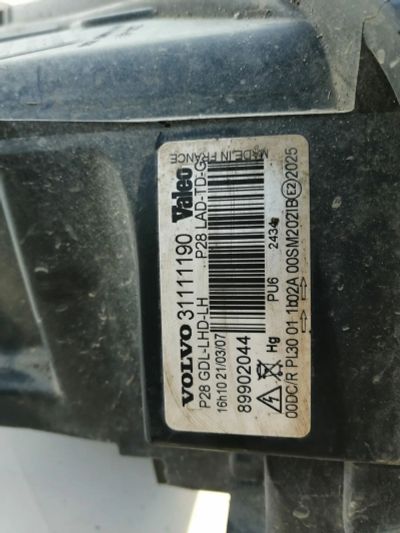 VOLVO 31111190 Valeo
P28 GDL-LHD-LH P28 LAD-TD-G
MADE IN FRANCE
16h10 21/03/07
89902044 PU6 2434
Hg
00DC/R PL30 01 1b02A 00SM202IB E2 2025